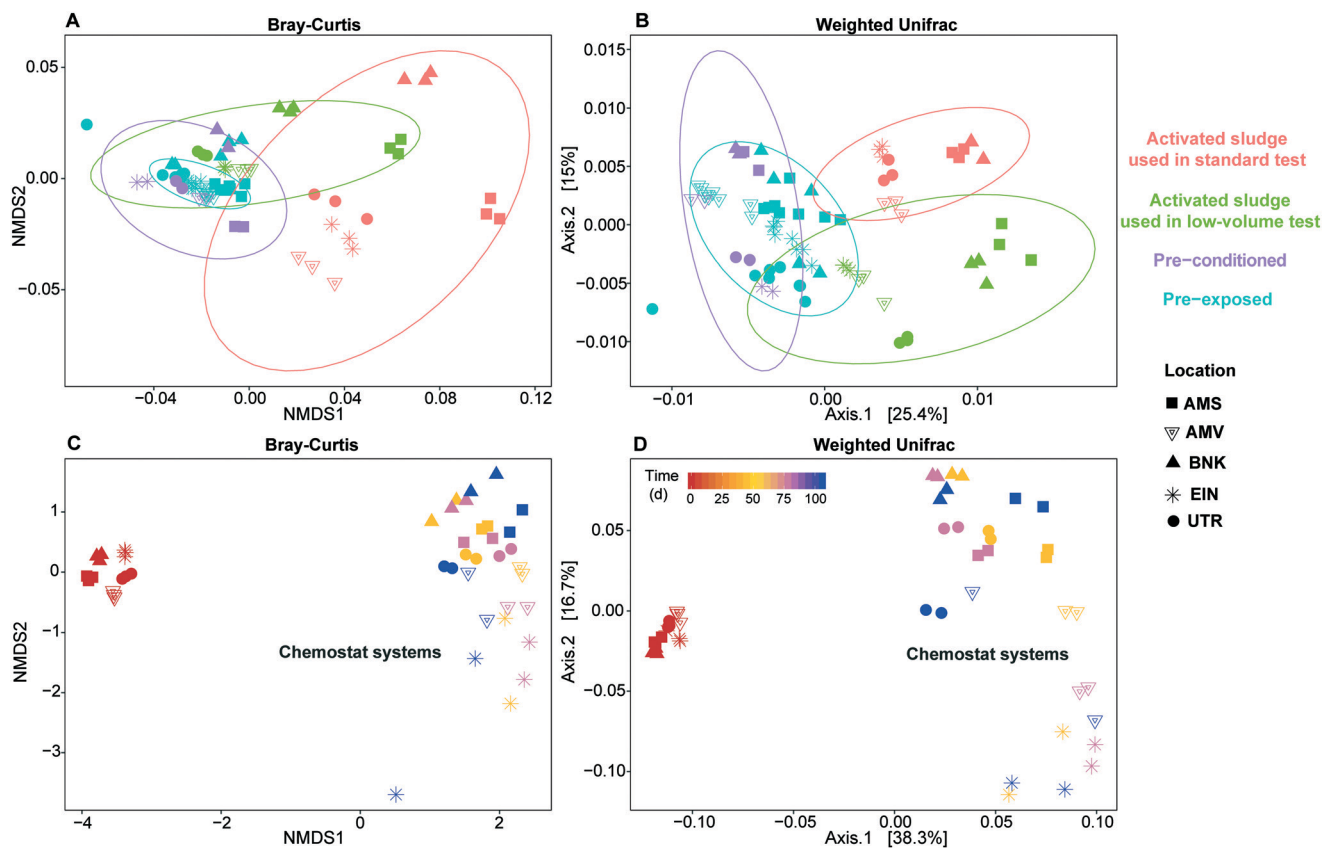 A
Bray-Curtis
0.05
0.00
−0.05
NMDS2
−0.04
0.00
0.04
0.08
0.12
NMDS1
B
Weighted Unifrac
0.015
0.010
0.005
0.000
−0.005
−0.010
Axis.2 [15%]
−0.01
0.00
0.01
Axis.1 [25.4%]
Activated sludge
used in standard test
Activated sludge
used in low−volume test
Pre−conditioned
Pre−exposed
Location
AMS
AMV
BNK
EIN
UTR
C
Bray-Curtis
1
0
−1
−2
−3
NMDS2
Chemostat systems
−4
−2
0
2
NMDS1
D
Weighted Unifrac
Time
(d)
0
25
50
75
100
0.05
0.00
−0.05
−0.10
Axis.2 [16.7%]
Chemostat systems
−0.10
−0.05
0.00
0.05
0.10
Axis.1 [38.3%]